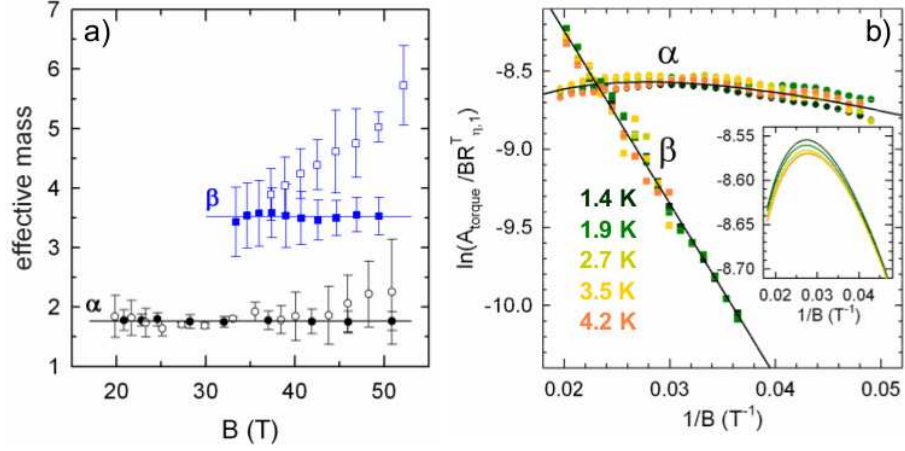 a)
effective mass
7
6
5
4
3
2
1
β
α
20 30 40 50
B (T)
b)
ln(A_torque/BR^T_η,1)
-8.5
-9.0
-9.5
-10.0
α
β
1.4 K
1.9 K
2.7 K
3.5 K
4.2 K
-8.55
-8.60
-8.65
-8.70
0.02 0.03 0.04
1/B (T⁻¹)
0.02 0.03 0.04 0.05
1/B (T⁻¹)